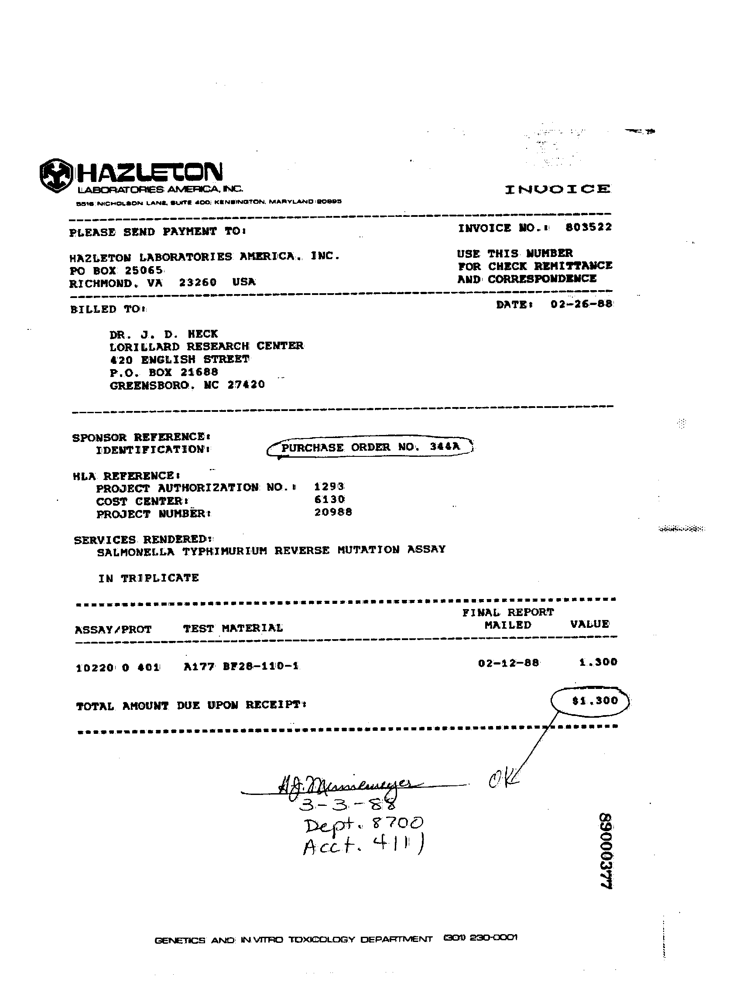 HAZLETON
LABORATORIES AMERICA, INC.
5516 NICHOLSON LANE, SUITE 400, KENSINGTON, MARYLAND 20895
INVOICE
PLEASE SEND PAYMENT TO:
INVOICE NO.: 803522
HAZLETON LABORATORIES AMERICA, INC.
PO BOX 25065
RICHMOND, VA 23260 USA
USE THIS NUMBER
FOR CHECK REMITTANCE
AND CORRESPONDENCE
BILLED TO:
DATE: 02-26-88
DR. J. D. HECK
LORILLARD RESEARCH CENTER
420 ENGLISH STREET
P.O. BOX 21688
GREENSBORO, NC 27420
SPONSOR REFERENCE:
IDENTIFICATION: PURCHASE ORDER NO. 344A
HLA REFERENCE:
PROJECT AUTHORIZATION NO.: 1293
COST CENTER: 6130
PROJECT NUMBER: 20988
SERVICES RENDERED:
SALMONELLA TYPHIMURIUM REVERSE MUTATION ASSAY
IN TRIPLICATE
FINAL REPORT
ASSAY/PROT TEST MATERIAL MAILED VALUE
10220 0 401 A177 BF28-110-1 02-12-88 1,300
TOTAL AMOUNT DUE UPON RECEIPT: $1,300
OK
3-3-88
Dept. 8700
Acct. 4111
89000377
GENETICS AND IN VITRO TOXICOLOGY DEPARTMENT (301) 230-0001